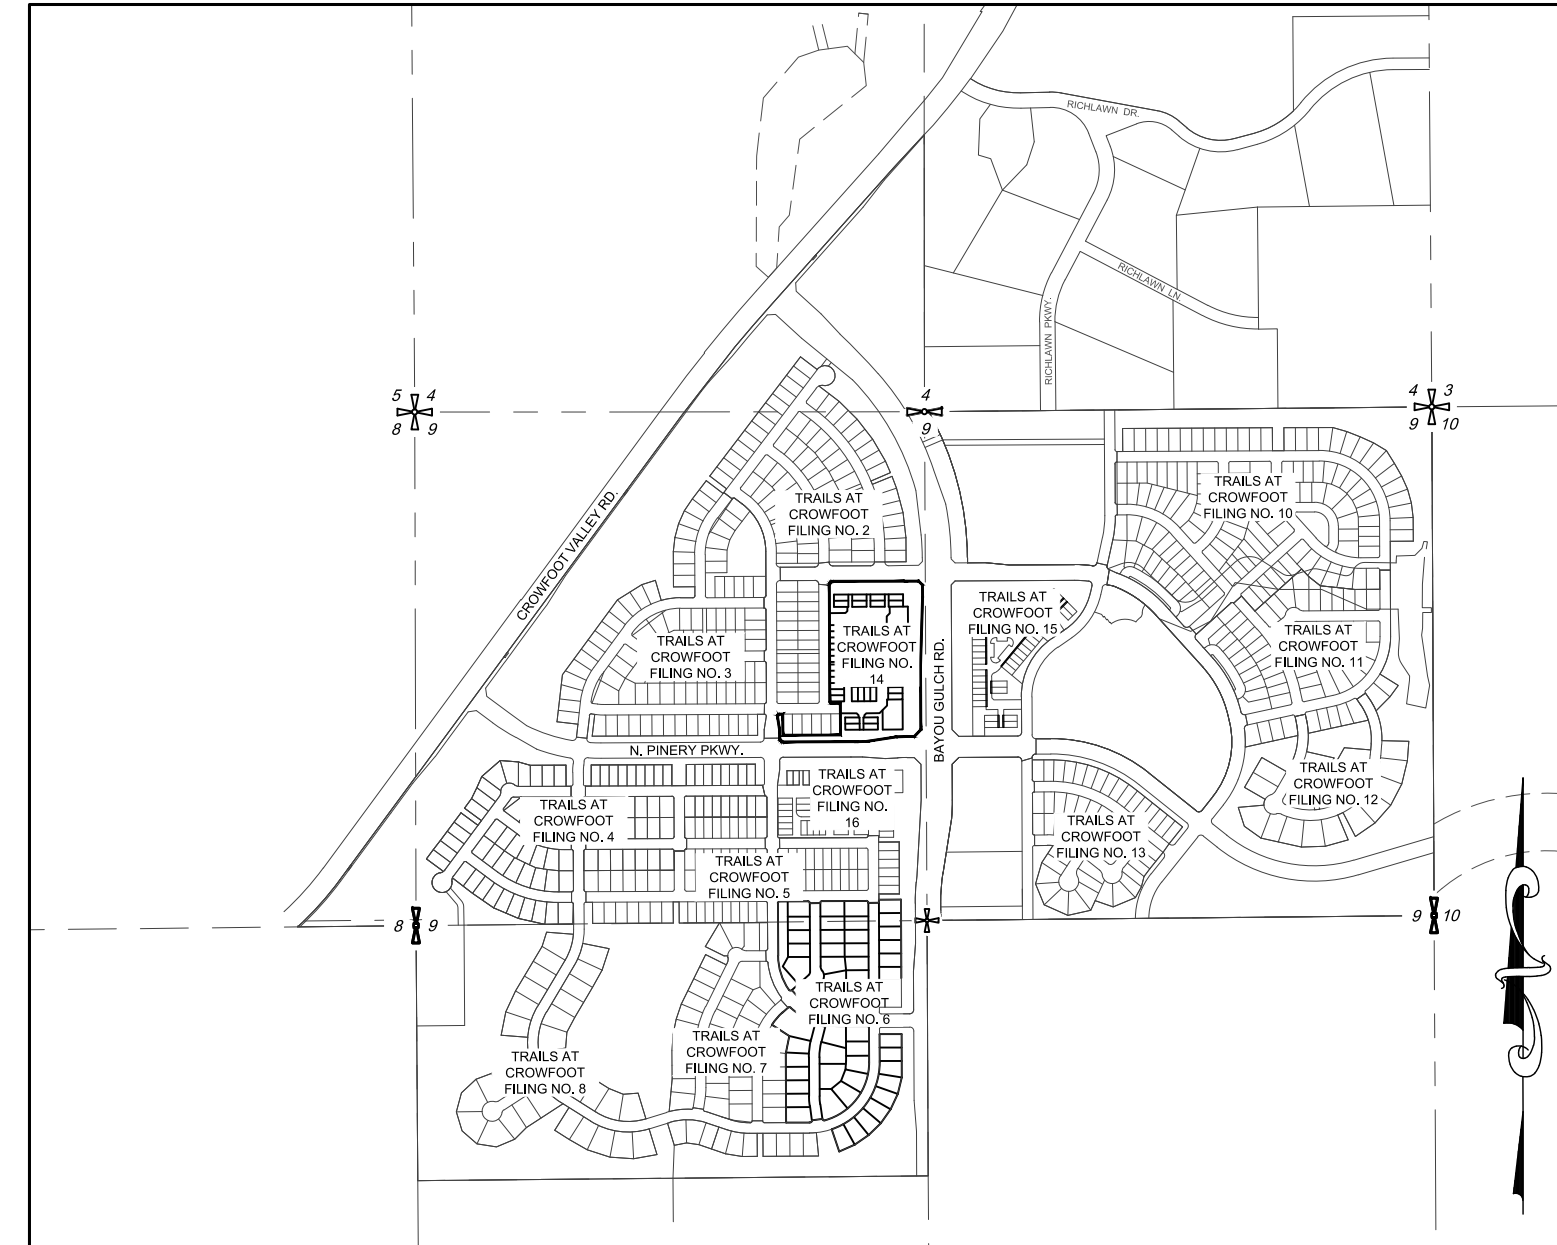 RICHLAWN DR.
RICHLAWN LN.
RICHLAWN PKWY.
5 4
8 9
4
9
4 3
9 10
CROWFOOT VALLEY RD.
TRAILS AT
CROWFOOT
FILING NO. 2
TRAILS AT
CROWFOOT
FILING NO. 10
TRAILS AT
CROWFOOT
FILING NO. 15
TRAILS AT
CROWFOOT
FILING NO. 3
TRAILS AT
CROWFOOT
FILING NO.
14
BAYOU GULCH RD.
TRAILS AT
CROWFOOT
FILING NO. 11
N. PINERY PKWY.
TRAILS AT
CROWFOOT
FILING NO. 4
TRAILS AT
CROWFOOT
FILING NO.
16
TRAILS AT
CROWFOOT
FILING NO. 12
TRAILS AT
CROWFOOT
FILING NO. 13
TRAILS AT
CROWFOOT
FILING NO. 5
8 9
9 10
TRAILS AT
CROWFOOT
FILING NO. 6
TRAILS AT
CROWFOOT
FILING NO. 7
TRAILS AT
CROWFOOT
FILING NO. 8